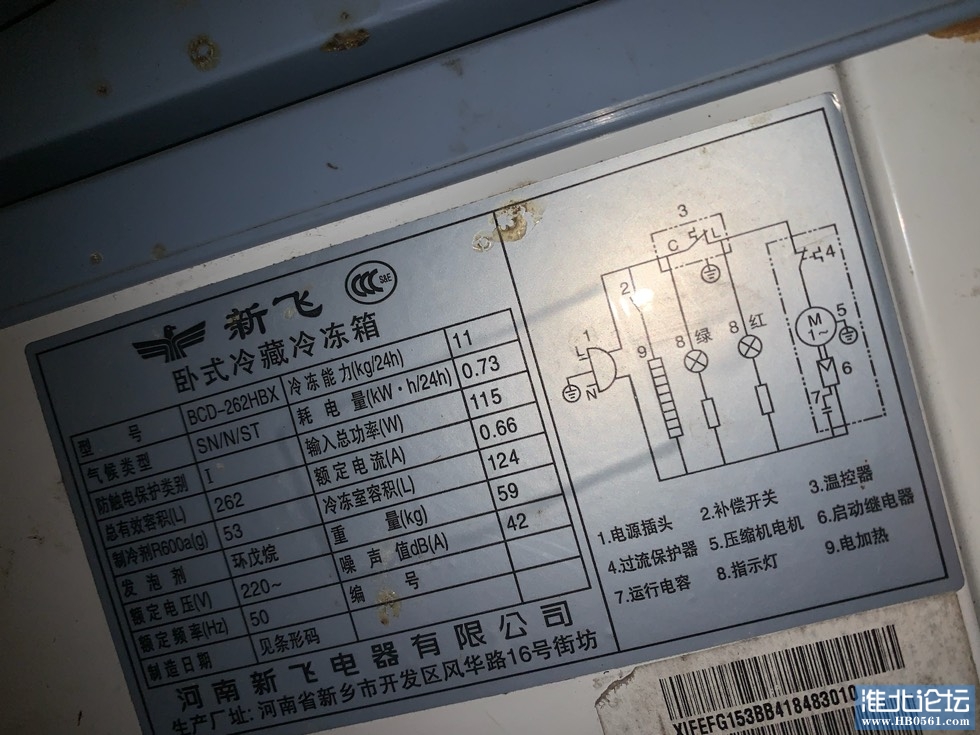 新飞
CCC S&E
卧式冷藏冷冻箱
型号 BCD-262HBX 冷冻能力(kg/24h) 11
气候类型 SN/N/ST 耗电量(kW·h/24h) 0.73
防触电保护类别 I 输入总功率(W) 115
总有效容积(L) 262 额定电流(A) 0.66
制冷剂R600a(g) 53 冷冻室容积(L) 124
发泡剂 环戊烷 重量(kg) 59
额定电压(V) 220~ 噪声值dB(A) 42
额定频率(Hz) 50 编号
制造日期 见条形码
河南新飞电器有限公司
生产厂址: 河南省新乡市开发区风华路16号街坊
3
C L
2
4
1
L
N
9
8 绿
8 红
M
1~
5
6
7
1.电源插头 2.补偿开关 3.温控器
4.过流保护器 5.压缩机电机 6.启动继电器
7.运行电容 8.指示灯 9.电加热
XIFEFG153BB418483010
淮北论坛
www.HB0561.com